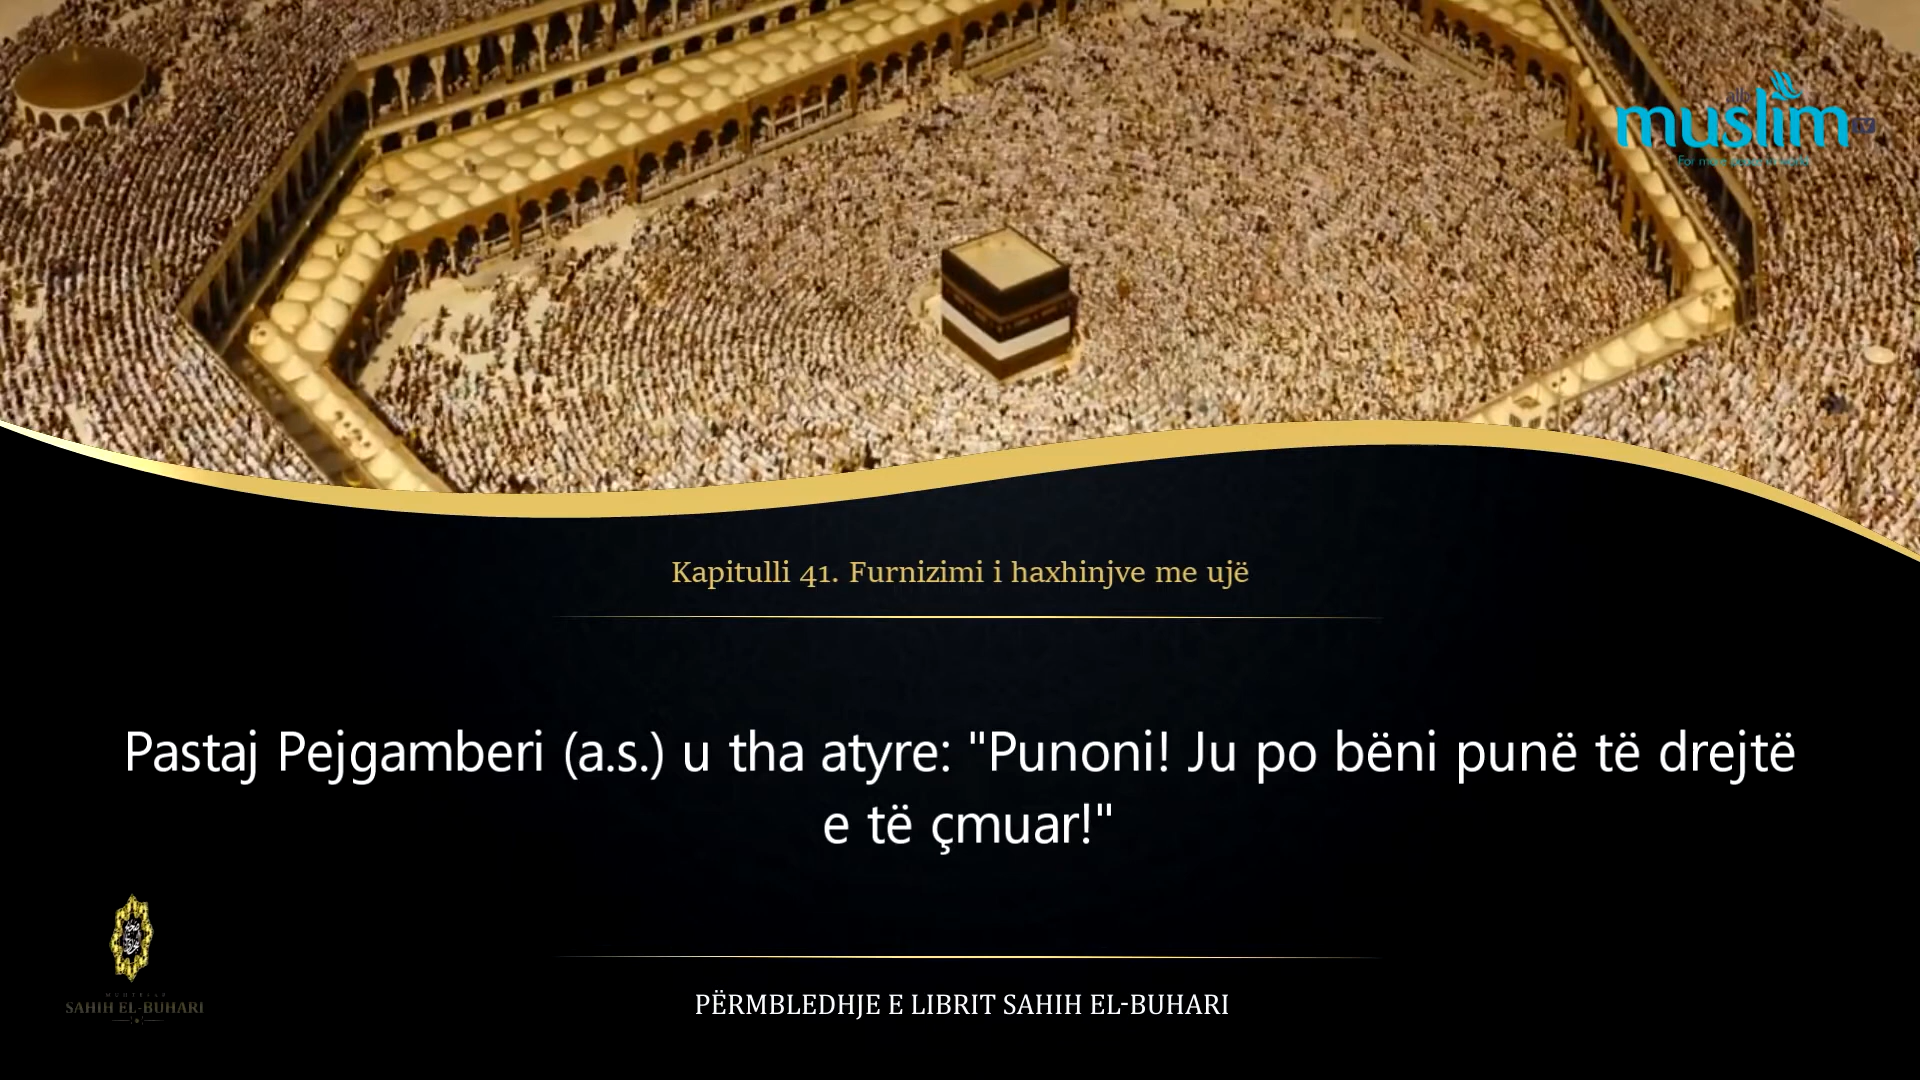 muslim
Kapitulli 41. Furnizimi i haxhinjve me ujë
Pastaj Pejgamberi (a.s.) u tha atyre: "Punoni! Ju po bëni punë të drejtë
e të çmuar!"
SAHIH EL-BUHARI
PËRMBLEDHJE E LIBRIT SAHIH EL-BUHARI